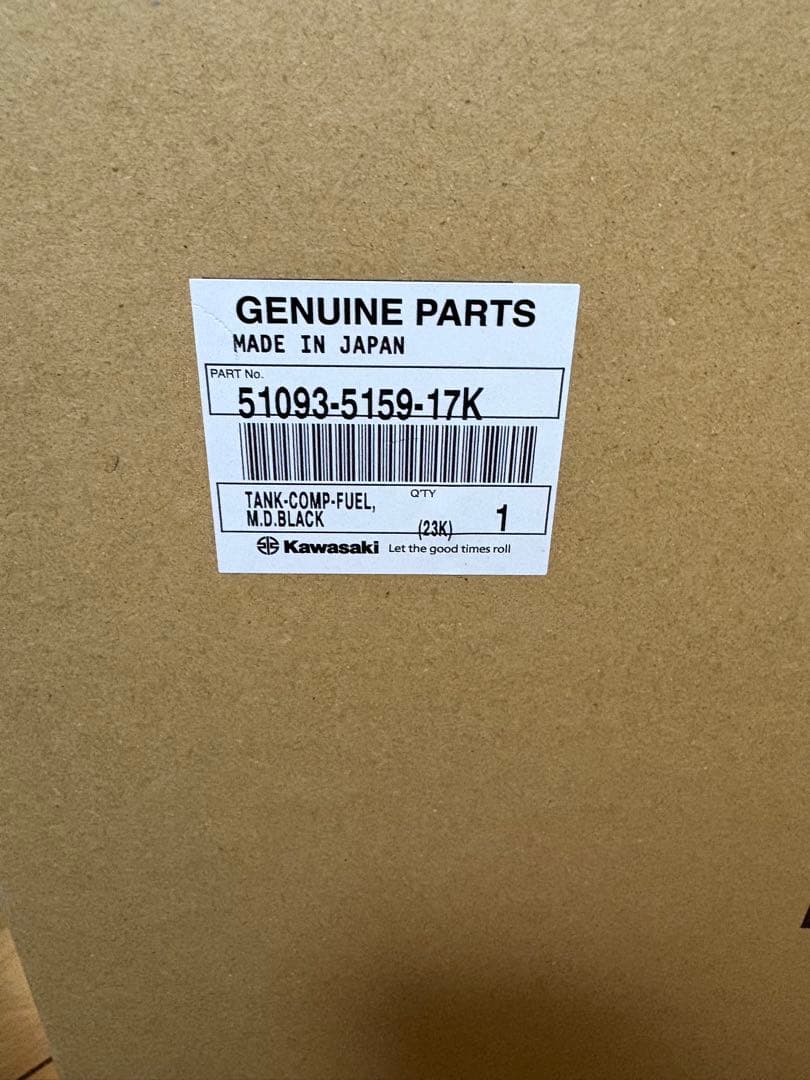 GENUINE PARTS
MADE IN JAPAN
PART No.
51093-5159-17K
TANK-COMP-FUEL,
M.D.BLACK
Q'TY
(23K)
1
Kawasaki Let the good times roll